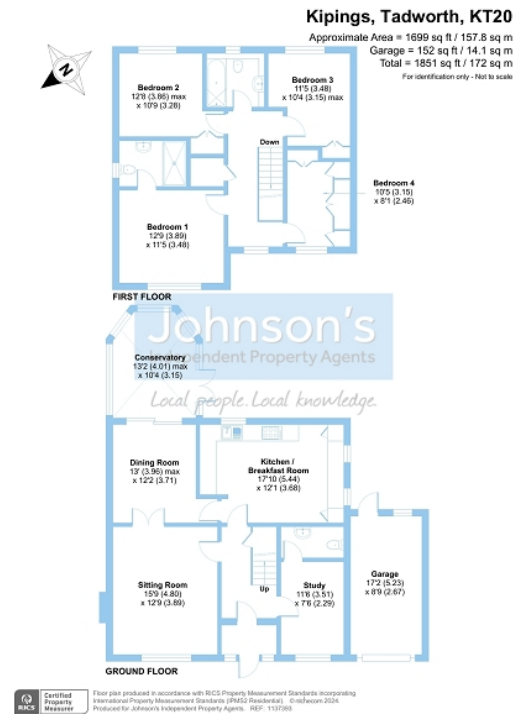 Kipings, Tadworth, KT20
Approximate Area = 1699 sq ft / 157.8 sq m
Garage = 152 sq ft / 14.1 sq m
Total = 1851 sq ft / 172 sq m
For identification only - Not to scale
N
Bedroom 2
12'8 (3.86) max
x 10'9 (3.28)
Bedroom 3
11'5 (3.48)
x 10'4 (3.15) max
Down
Bedroom 4
10'5 (3.15)
x 8'1 (2.46)
Bedroom 1
12'9 (3.89)
x 11'5 (3.48)
FIRST FLOOR
Johnson's
Independent Property Agents
Local people. Local knowledge.
Conservatory
13'2 (4.01) max
x 10'4 (3.15)
Dining Room
13' (3.96) max
x 12'2 (3.71)
Kitchen /
Breakfast Room
17'10 (5.44)
x 12'1 (3.68)
Sitting Room
15'9 (4.80)
x 12'9 (3.89)
Up
Study
11'6 (3.51)
x 7'6 (2.29)
Garage
17'2 (5.23)
x 8'9 (2.67)
GROUND FLOOR
RICS
Certified
Property
Measurer
Floor plan produced in accordance with RICS Property Measurement Standards incorporating
International Property Measurement Standards (IPMS2 Residential). © nichecom 2024.
Produced for Johnson's Independent Property Agents. REF: 1137393